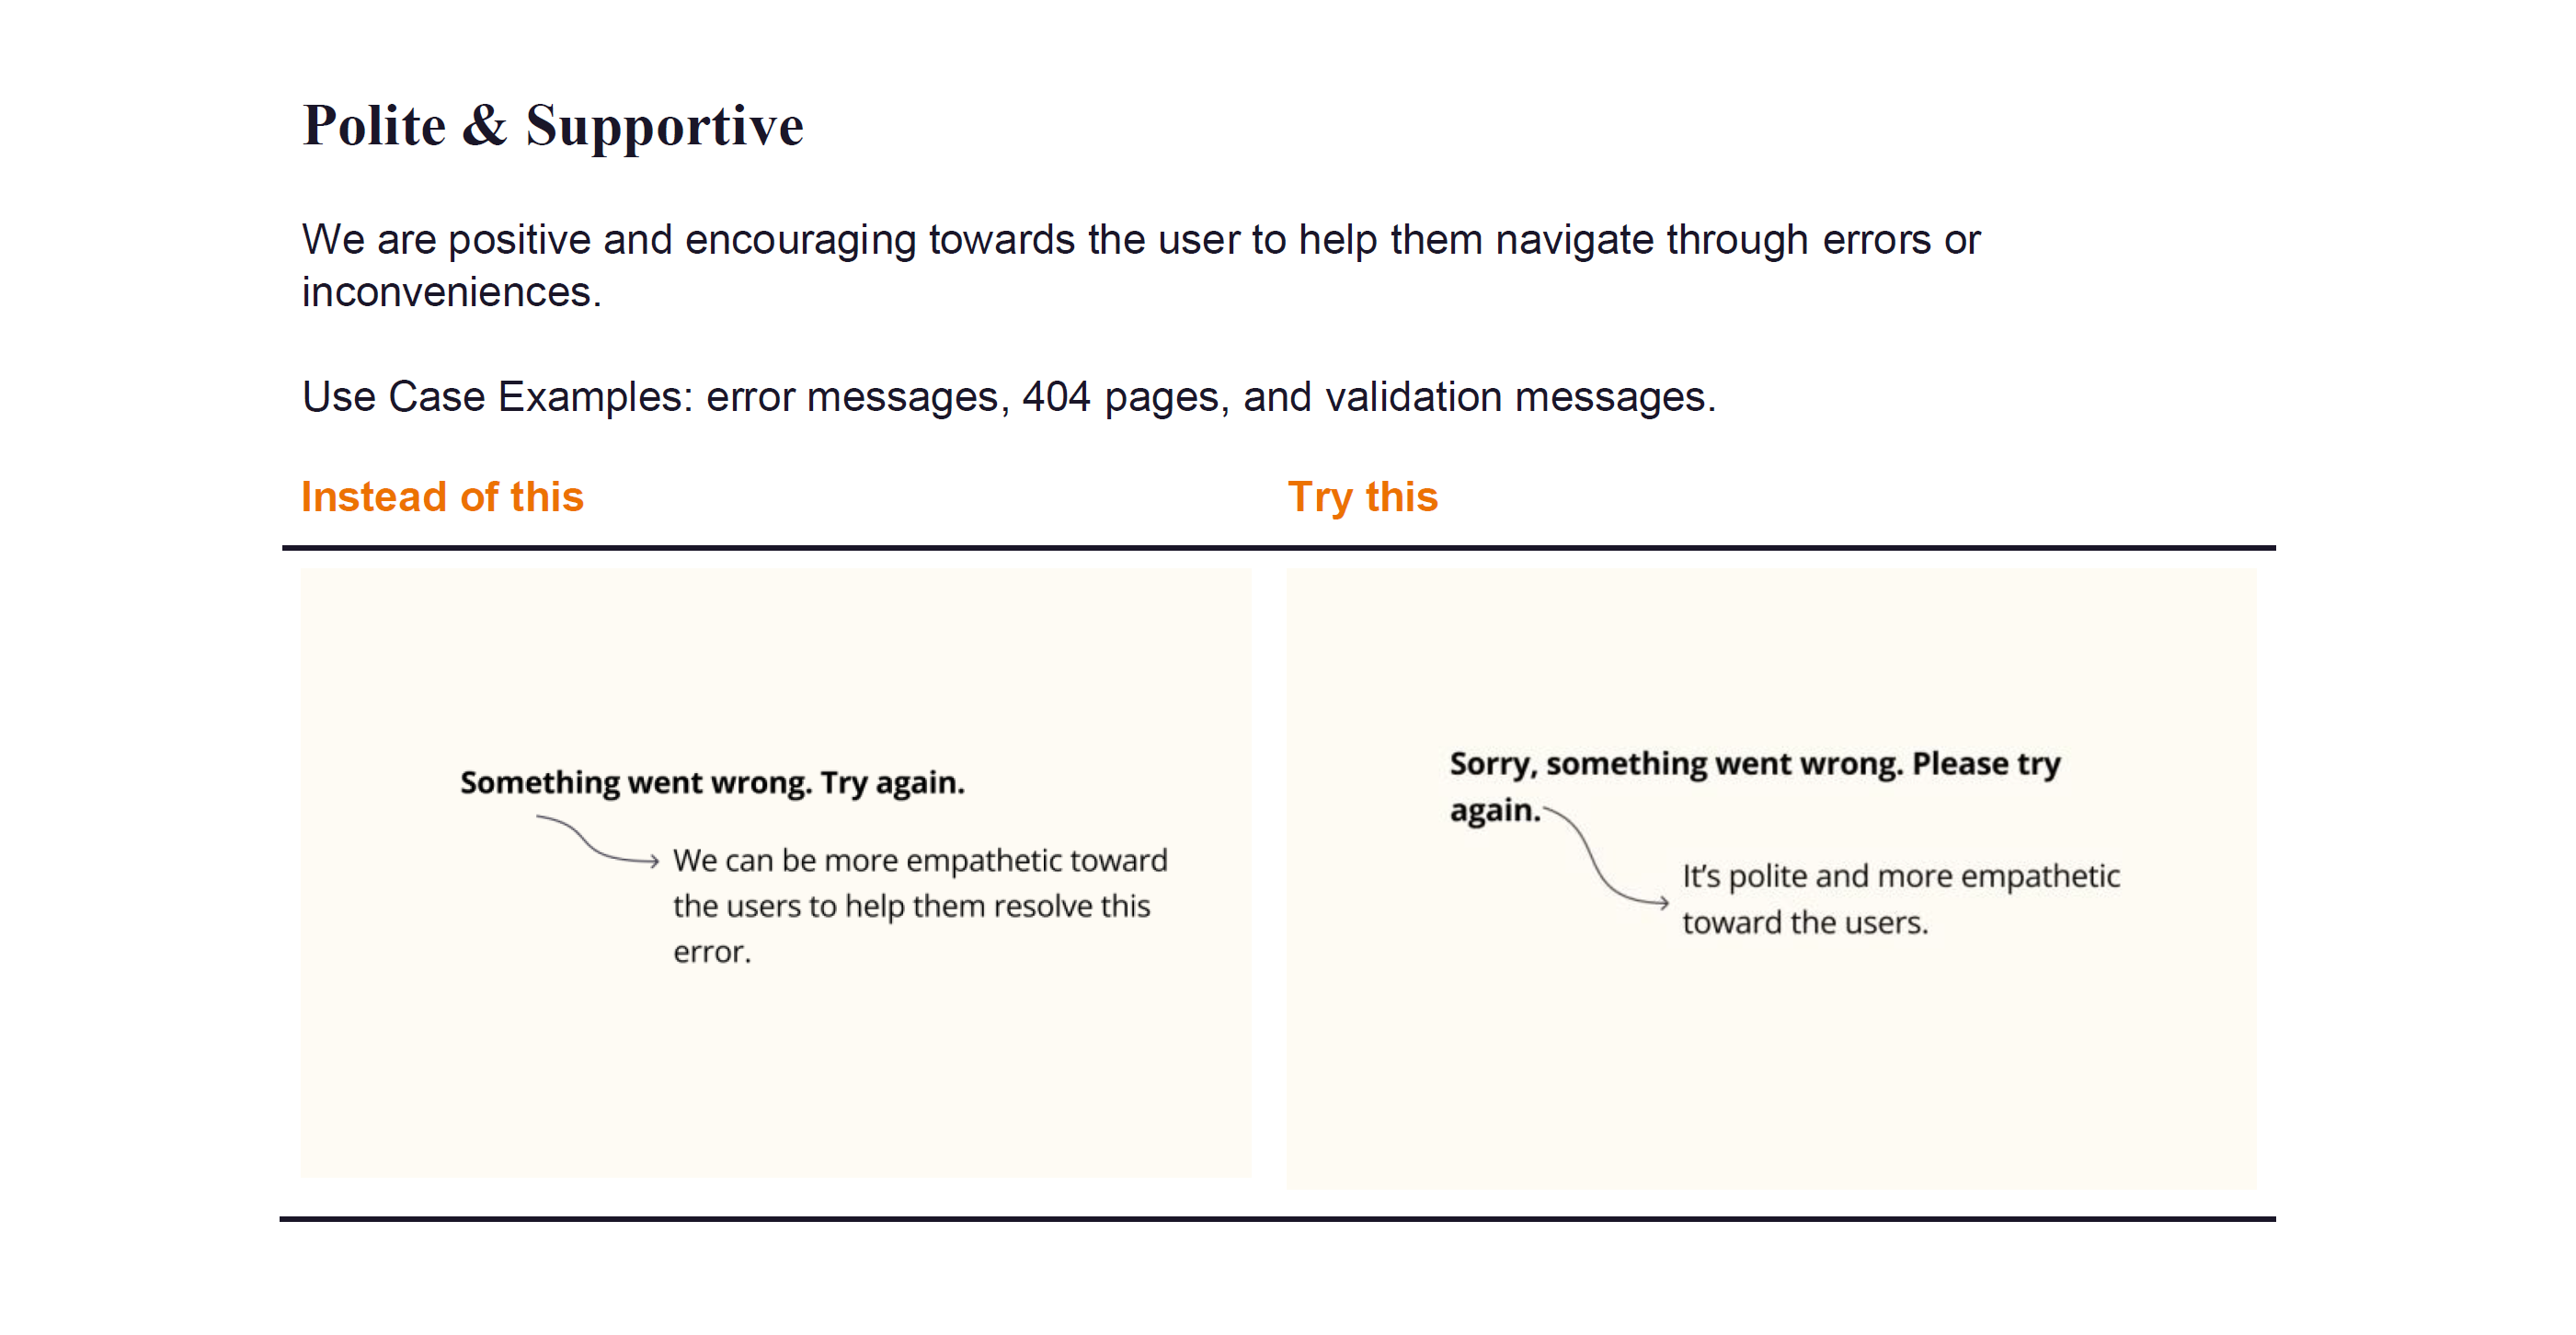 Polite & Supportive
We are positive and encouraging towards the user to help them navigate through errors or
inconveniences.
Use Case Examples: error messages, 404 pages, and validation messages.
Instead of this
Try this
Something went wrong. Try again.
We can be more empathetic toward
the users to help them resolve this
error.
Sorry, something went wrong. Please try
again.
It’s polite and more empathetic
toward the users.